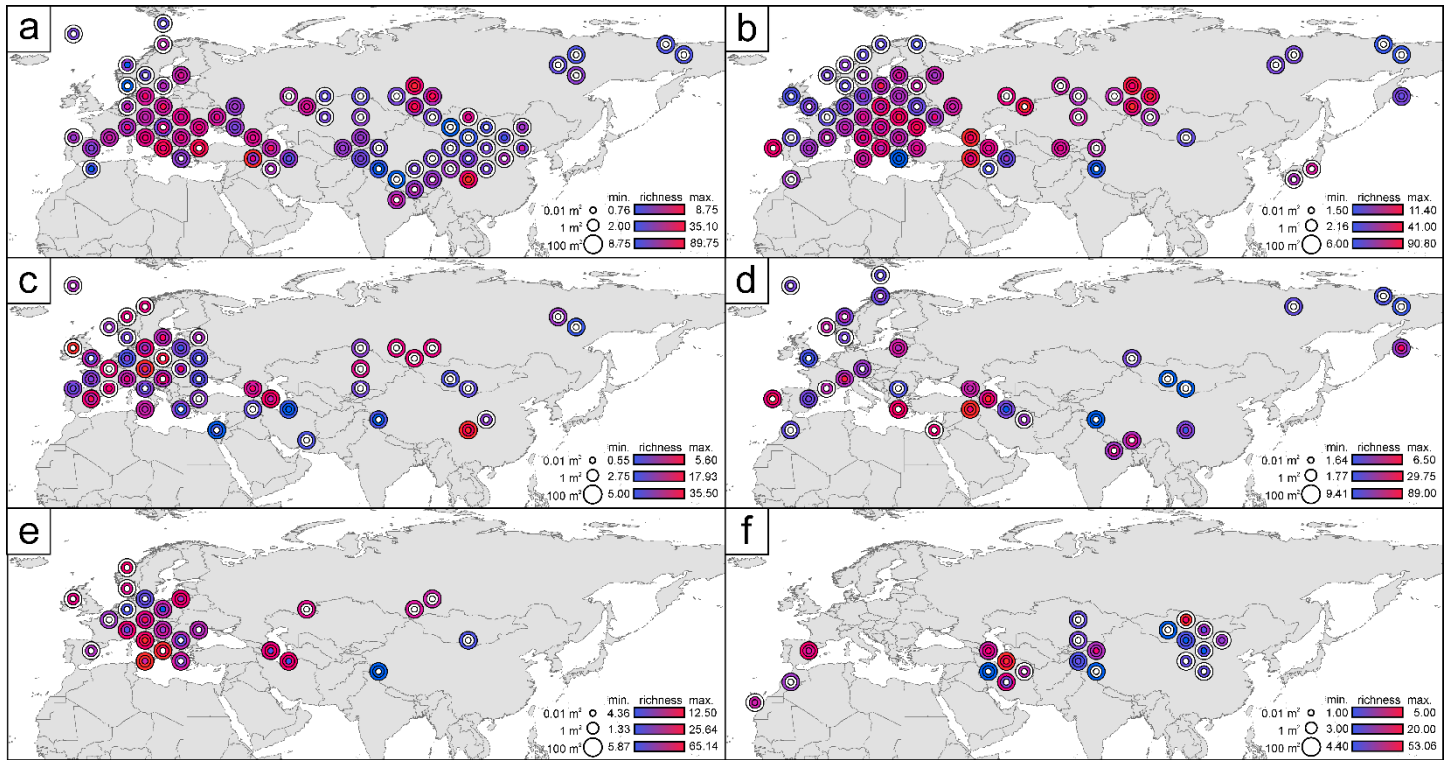 a
min. richness max.
0.01 m² 0.76 8.75
1 m² 2.00 35.10
100 m² 8.75 89.75
b
min. richness max.
0.01 m² 1.50 11.40
1 m² 2.16 41.00
100 m² 6.00 90.80
c
min. richness max.
0.01 m² 0.55 5.60
1 m² 2.75 17.93
100 m² 5.00 35.50
d
min. richness max.
0.01 m² 1.64 6.50
1 m² 1.77 29.75
100 m² 9.41 89.00
e
min. richness max.
0.01 m² 4.36 12.50
1 m² 1.33 25.64
100 m² 5.87 65.14
f
min. richness max.
0.01 m² 1.00 5.00
1 m² 3.00 20.00
100 m² 4.40 53.06